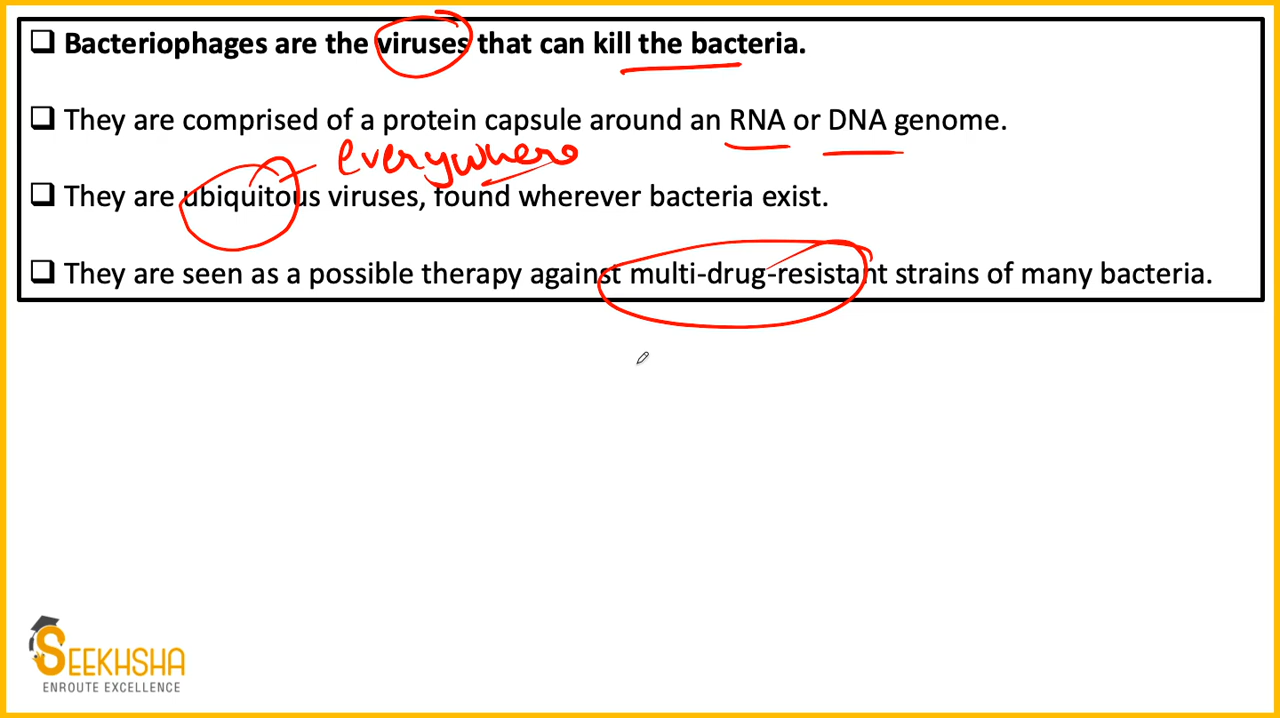 Bacteriophages are the viruses that can kill the bacteria.
They are comprised of a protein capsule around an RNA or DNA genome.
everywhere
They are ubiquitous viruses, found wherever bacteria exist.
They are seen as a possible therapy against multi-drug-resistant strains of many bacteria.
SEEKHSHA
ENROUTE EXCELLENCE